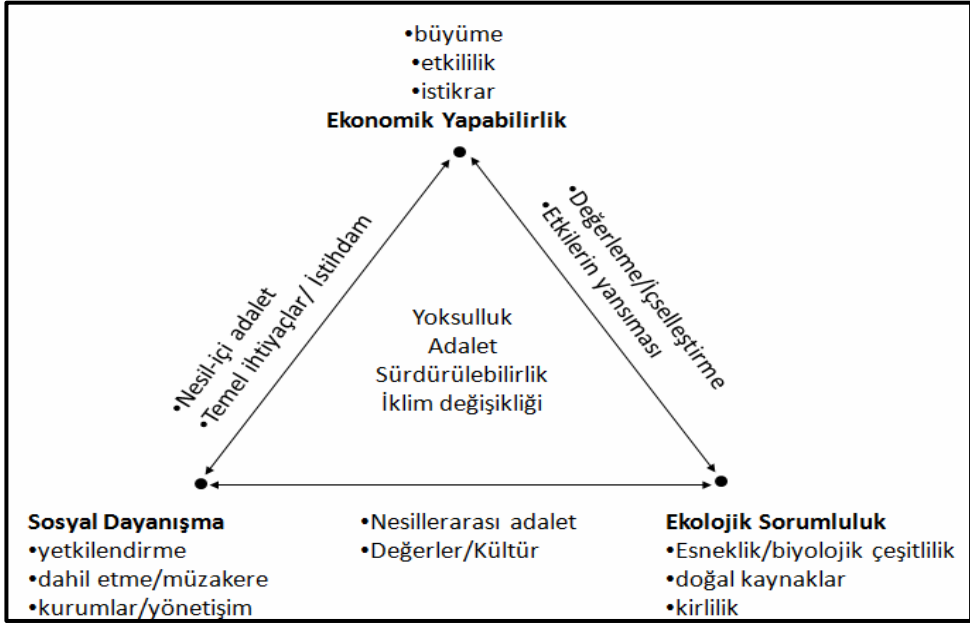 •büyüme
•etkililik
•istikrar
Ekonomik Yapabilirlik
•Nesil-içi adalet
•Temel ihtiyaçlar/ İstihdam
•Değerleme/İçselleştirme
•Etkilerin yansıması
Yoksulluk
Adalet
Sürdürülebilirlik
İklim değişikliği
Sosyal Dayanışma
•yetkilendirme
•dahil etme/müzakere
•kurumlar/yönetişim
•Nesillerarası adalet
•Değerler/Kültür
Ekolojik Sorumluluk
•Esneklik/biyolojik çeşitlilik
•doğal kaynaklar
•kirlilik